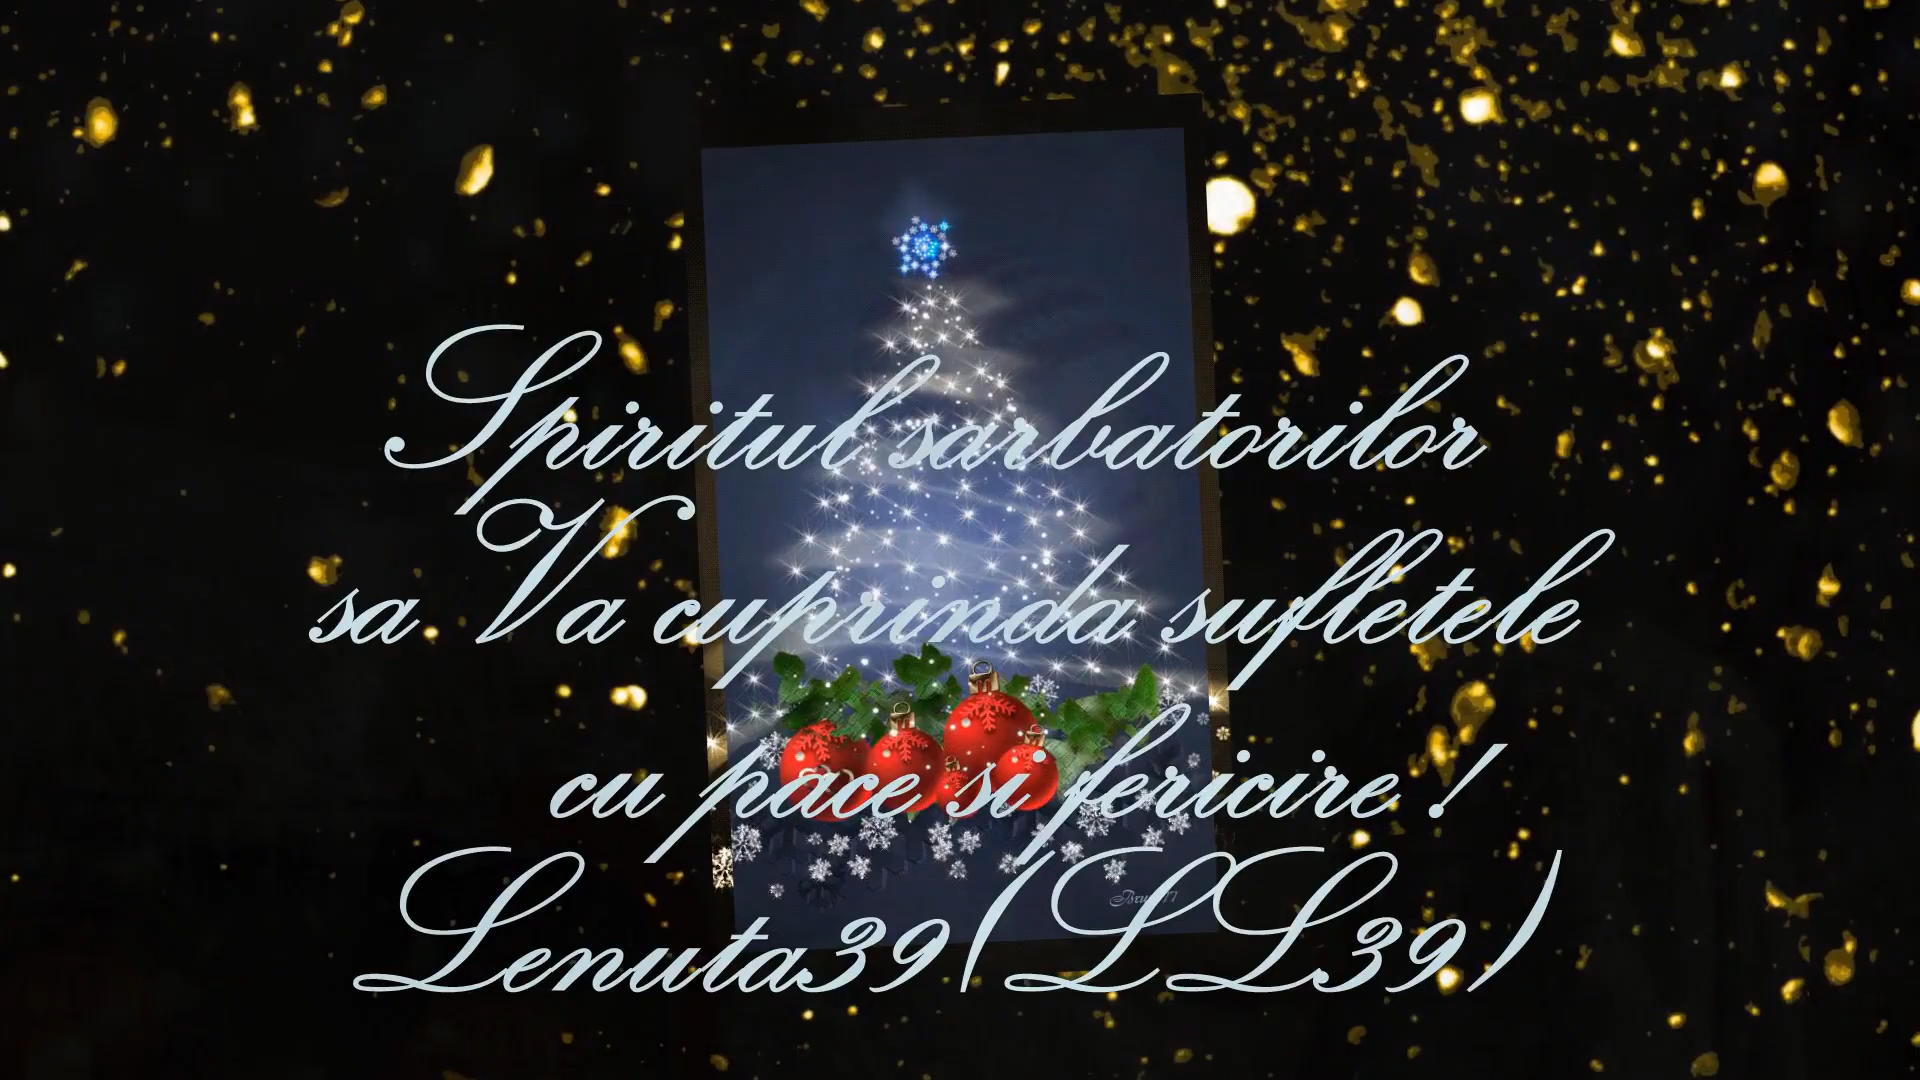 Spiritul sarbatorilor
sa Va cuprinda sufletele
cu pace si fericire !
Lenuta39(LL39)